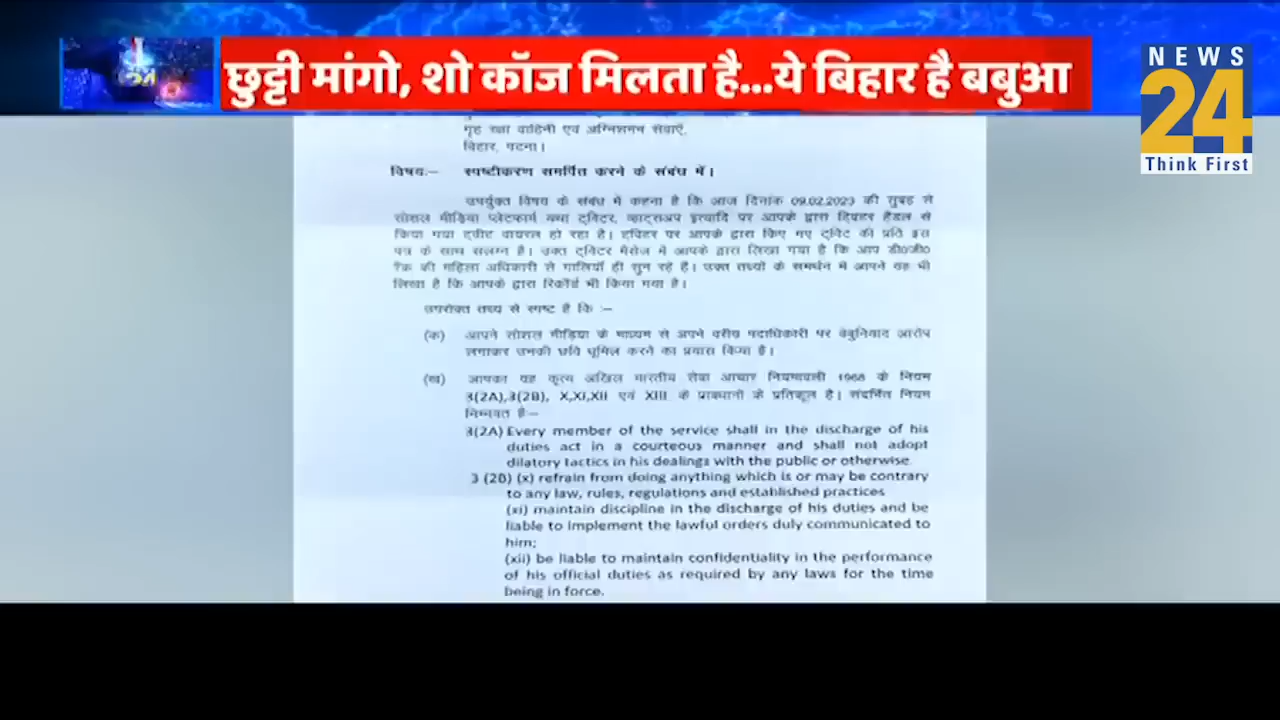 छुट्टी मांगो, शो कॉज मिलता है...ये बिहार है बबुआ
NEWS
24
Think First
24
गृह रक्षा वाहिनी एवं अग्निशमन सेवाएँ,
बिहार, पटना।
विषय:– स्पष्टीकरण समर्पित करने के संबंध में।
उपर्युक्त विषय के संबंध में कहना है कि आज दिनांक 09.02.2023 की सुबह से
सोशल मीडिया प्लेटफार्म यथा ट्विटर, व्हाट्सअप इत्यादि पर आपके द्वारा ट्विटर हैंडल से
किया गया ट्वीट वायरल हो रहा है। ट्विटर पर आपके द्वारा किए गए ट्विट की प्रति इस
पत्र के साथ संलग्न है। उक्त ट्विटर मैसेज में आपके द्वारा लिखा गया है कि आप डी०जी०
रैंक की महिला अधिकारी से गालियाँ ही सुन रहे हैं। उक्त तथ्यों के समर्थन में आपने यह भी
लिखा है कि आपके द्वारा रिकॉर्ड भी किया गया है।
उपरोक्त तथ्य से स्पष्ट है कि :–
(क) आपने सोशल मीडिया के माध्यम से अपने वरीय पदाधिकारी पर बेबुनियाद आरोप
लगाकर उनकी छवि धूमिल करने का प्रयास किया है।
(ख) आपका यह कृत्य अखिल भारतीय सेवा आचार नियमावली 1968 के नियम
3(2A),3(2B), X,XI,XII एवं XIII के प्रावधानों के प्रतिकूल है। संदर्भित नियम
निम्नवत है:–
3(2A) Every member of the service shall in the discharge of his
duties act in a courteous manner and shall not adopt
dilatory tactics in his dealings with the public or otherwise.
3 (2B) (x) refrain from doing anything which is or may be contrary
to any law, rules, regulations and established practices
(xi) maintain discipline in the discharge of his duties and be
liable to implement the lawful orders duly communicated to
him;
(xii) be liable to maintain confidentiality in the performance
of his official duties as required by any laws for the time
being in force.